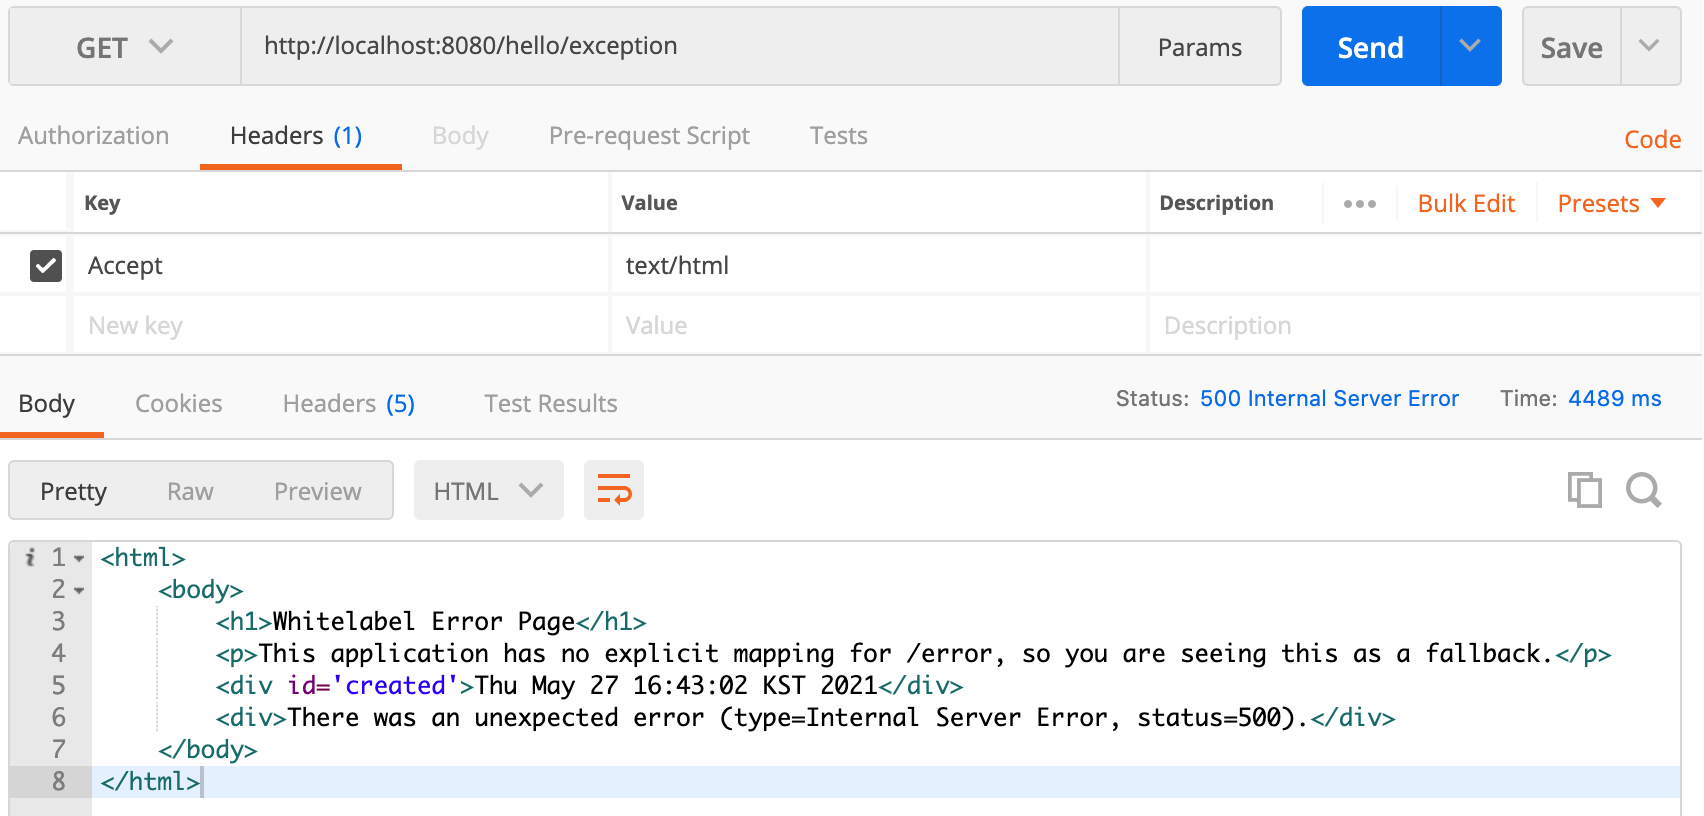 GET http://localhost:8080/hello/exception Params Send Save
Authorization Headers (1) Body Pre-request Script Tests Code
Key Value Description ••• Bulk Edit Presets
Accept text/html
New key Value Description
Body Cookies Headers (5) Test Results Status: 500 Internal Server Error Time: 4489 ms
Pretty Raw Preview HTML
i 1 <html>
2 <body>
3 <h1>Whitelabel Error Page</h1>
4 <p>This application has no explicit mapping for /error, so you are seeing this as a fallback.</p>
5 <div id='created'>Thu May 27 16:43:02 KST 2021</div>
6 <div>There was an unexpected error (type=Internal Server Error, status=500).</div>
7 </body>
8 </html>